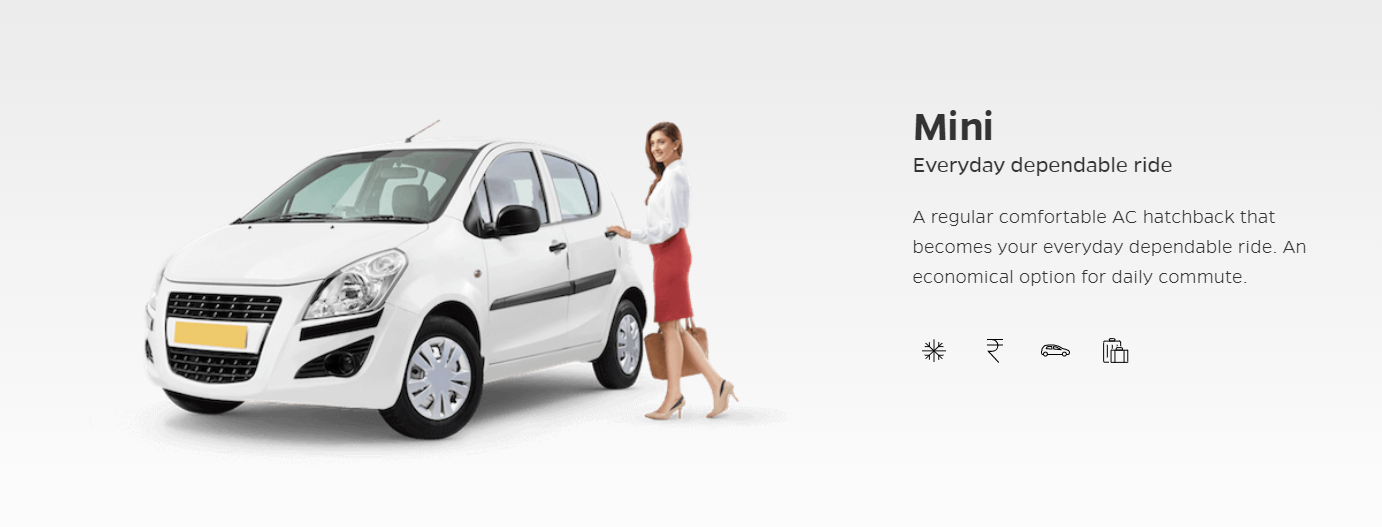 Mini
Everyday dependable ride
A regular comfortable AC hatchback that
becomes your everyday dependable ride. An
economical option for daily commute.